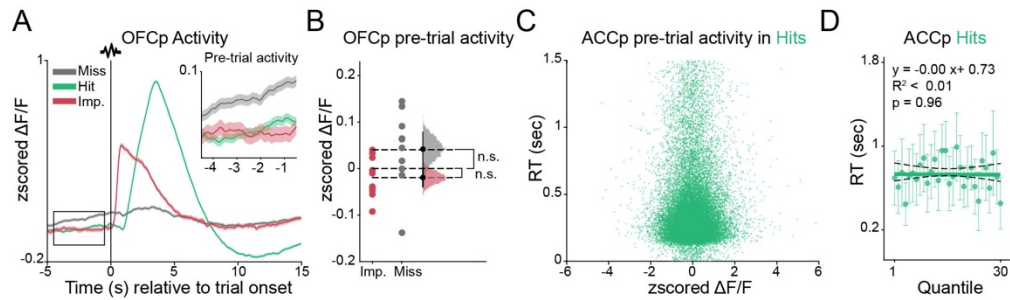 A
OFCp Activity
1
Miss
Hit
Imp.
Pre-trial activity
0.1
-4 -3 -2 -1
zscored ΔF/F
-0.2
-5 0 5 10 15
Time (s) relative to trial onset
B
OFCp pre-trial activity
zscored ΔF/F
0.2
0.1
0
-0.1
-0.2
n.s.
n.s.
Imp. Miss
C
ACCp pre-trial activity in Hits
RT (sec)
1.5
1
0.5
0
-6 -4 -2 0 2 4 6
zscored ΔF/F
D
ACCp Hits
1.8
y = -0.00 x+ 0.73
R² < .01
p = 0.96
RT (sec)
1
0.2
1 30
Quantile